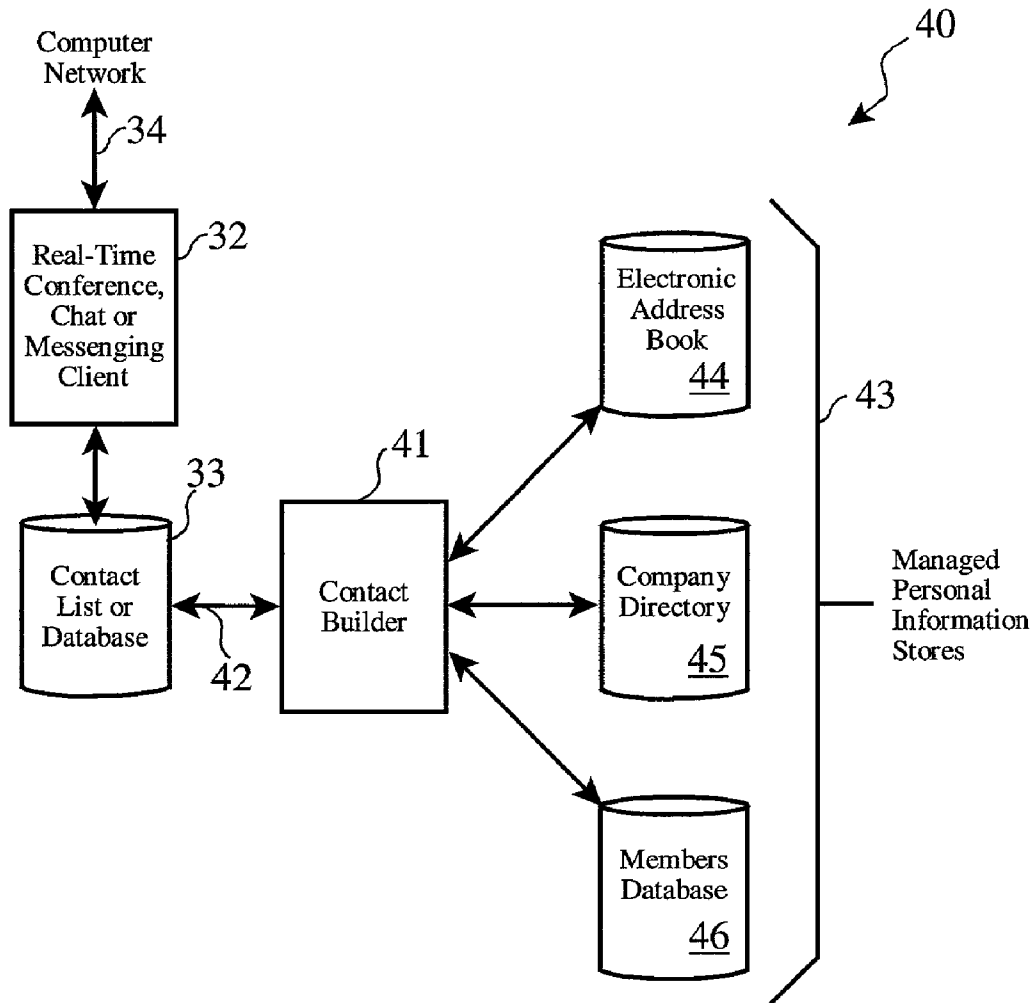 40
Computer
Network
34
32
Real-Time
Conference,
Chat or
Messenging
Client
33
Contact
List or
Database
42
41
Contact
Builder
Electronic
Address
Book
44
Company
Directory
45
Members
Database
46
43
Managed
Personal
Information
Stores